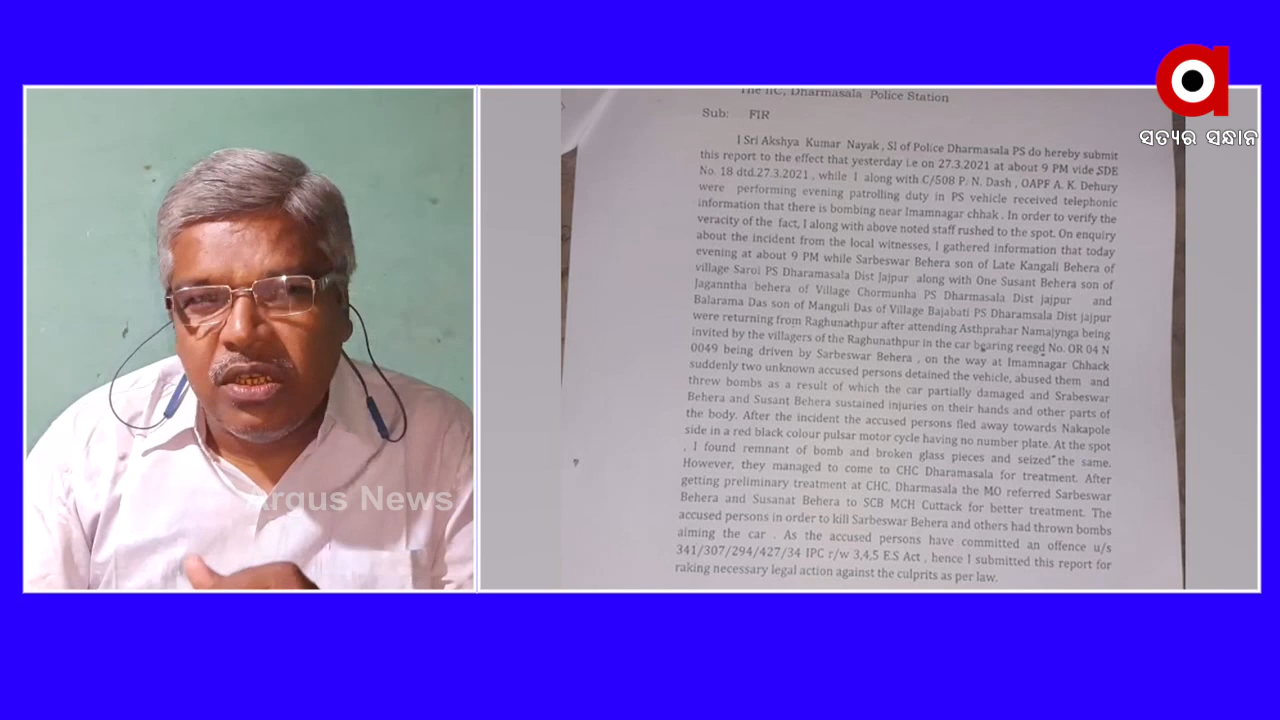 ସତ୍ୟର ସନ୍ଧାନ
Argus News
The IIC, Dharmasala Police Station
Sub: FIR
I Sri Akshya Kumar Nayak , SI of Police Dharmasala PS do hereby submit
this report to the effect that yesterday i.e on 27.3.2021 at about 9 PM vide SDE
No. 18 dtd.27.3.2021 , while I along with C/508 P. N. Dash , OAPF A. K. Dehury
were performing evening patrolling duty in PS vehicle received telephonic
information that there is bombing near Imamnagar chhak . In order to verify the
veracity of the fact, I along with above noted staff rushed to the spot. On enquiry
about the incident from the local witnesses, I gathered information that today
evening at about 9 PM while Sarbeswar Behera son of Late Kangali Behera of
village Saroi PS Dharamasala Dist Jajpur along with One Susant Behera son of
Jaganntha behera of Village Chormunha PS Dharmasala Dist jajpur and
Balarama Das son of Manguli Das of Village Bajabati PS Dharamsala Dist jajpur
were returning from Raghunathpur after attending Asthprahar Namajynga being
invited by the villagers of the Raghunathpur in the car bearing reegd No. OR 04 N
0049 being driven by Sarbeswar Behera , on the way at Imamnagar Chhack
suddenly two unknown accused persons detained the vehicle, abused them and
threw bombs as a result of which the car partially damaged and Srabeswar
Behera and Susant Behera sustained injuries on their hands and other parts of
the body. After the incident the accused persons fled away towards Nakapole
side in a red black colour pulsar motor cycle having no number plate. At the spot
, I found remnant of bomb and broken glass pieces and seized the same.
However, they managed to come to CHC Dharamasala for treatment. After
getting preliminary treatment at CHC, Dharmasala the MO referred Sarbeswar
Behera and Susanat Behera to SCB MCH Cuttack for better treatment. The
accused persons in order to kill Sarbeswar Behera and others had thrown bombs
aiming the car . As the accused persons have committed an offence u/s
341/307/294/427/34 IPC r/w 3,4,5 E.S Act , hence I submitted this report for
raking necessary legal action against the culprits as per law.